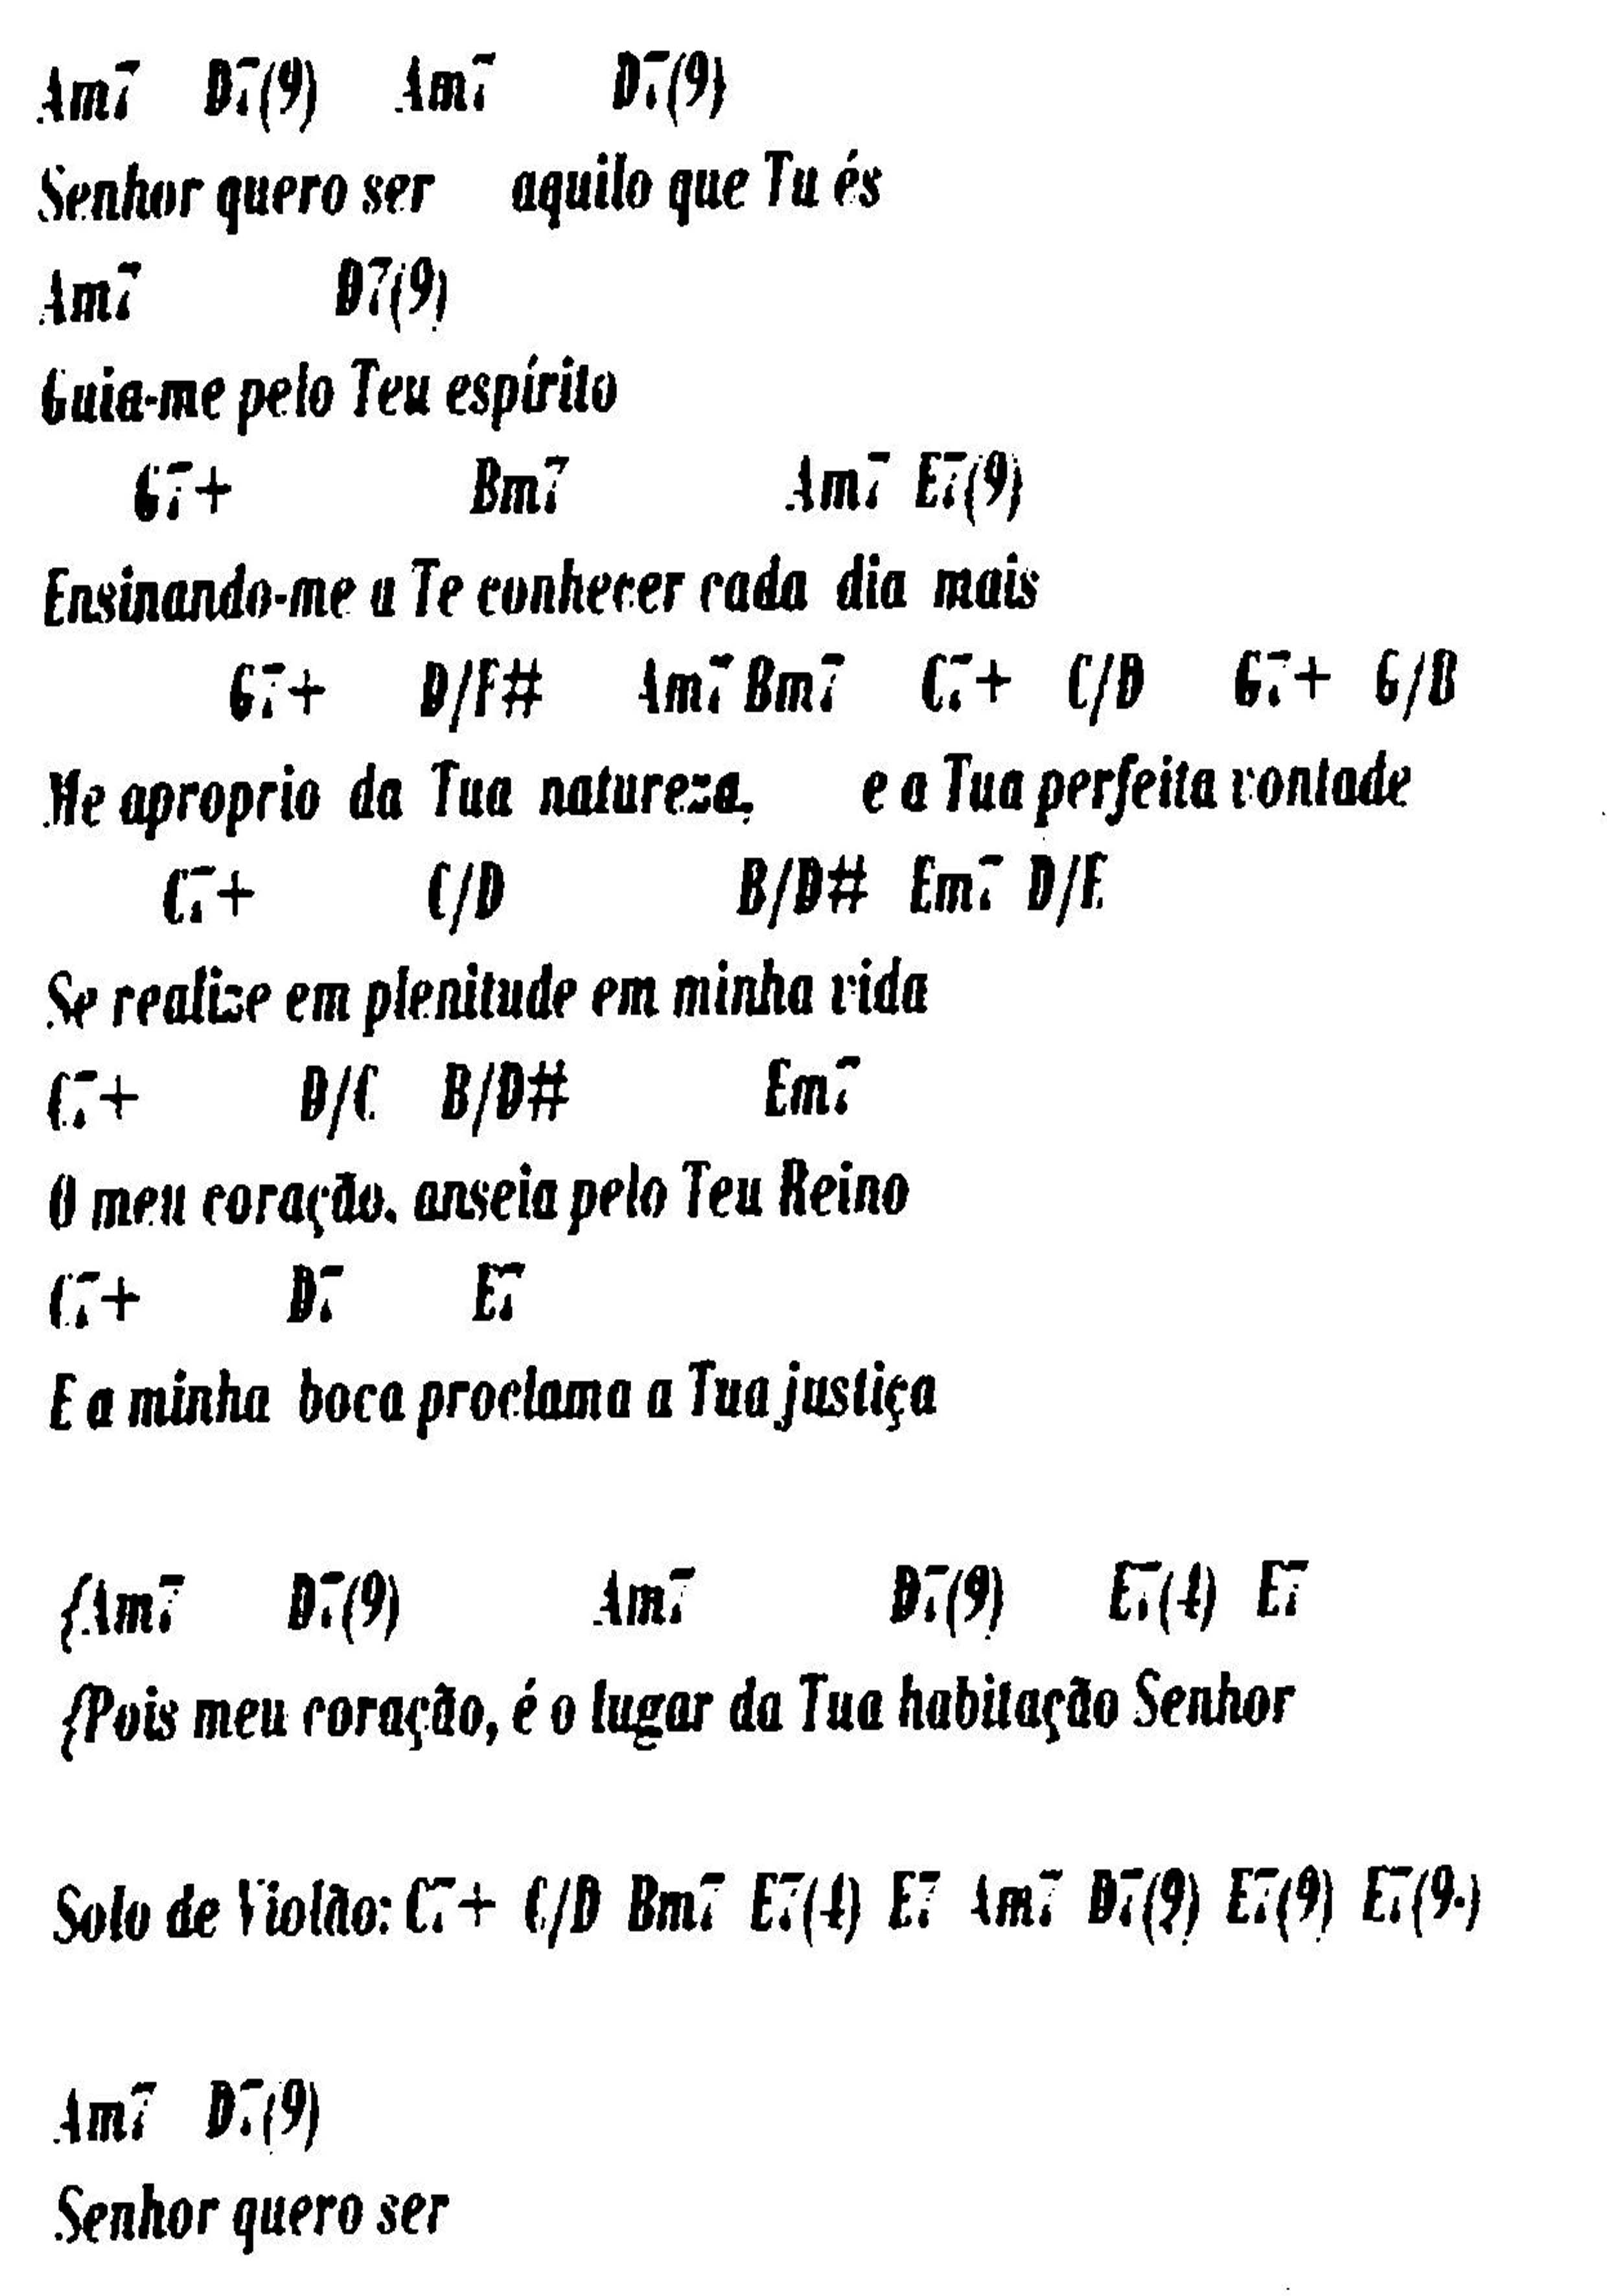 Am7 D7(9) Am7 D7(9)
Senhor quero ser aquilo que Tu és
Am7 D7(9)
Guia-me pelo Teu espírito
G7+ Bm7 Am7 E7(9)
Ensinando-me a Te conhecer cada dia mais
G7+ D/F# Am7 Bm7 C7+ C/D G7+ G/B
Me aproprio da Tua natureza, e a Tua perfeita vontade
C7+ C/D B/D# Em7 D/E
Se realize em plenitude em minha vida
C7+ D/C B/D# Em7
O meu coração, anseia pelo Teu Reino
C7+ D7 E7
E a minha boca proclama a Tua justiça
{Am7 D7(9) Am7 D7(9) E7(4) E7
{Pois meu coração, é o lugar da Tua habitação Senhor
Solo de Violão: C7+ C/D Bm7 E7(4) E7 Am7 D7(9) E7(9) E7(9-)
Am7 D7(9)
Senhor quero ser